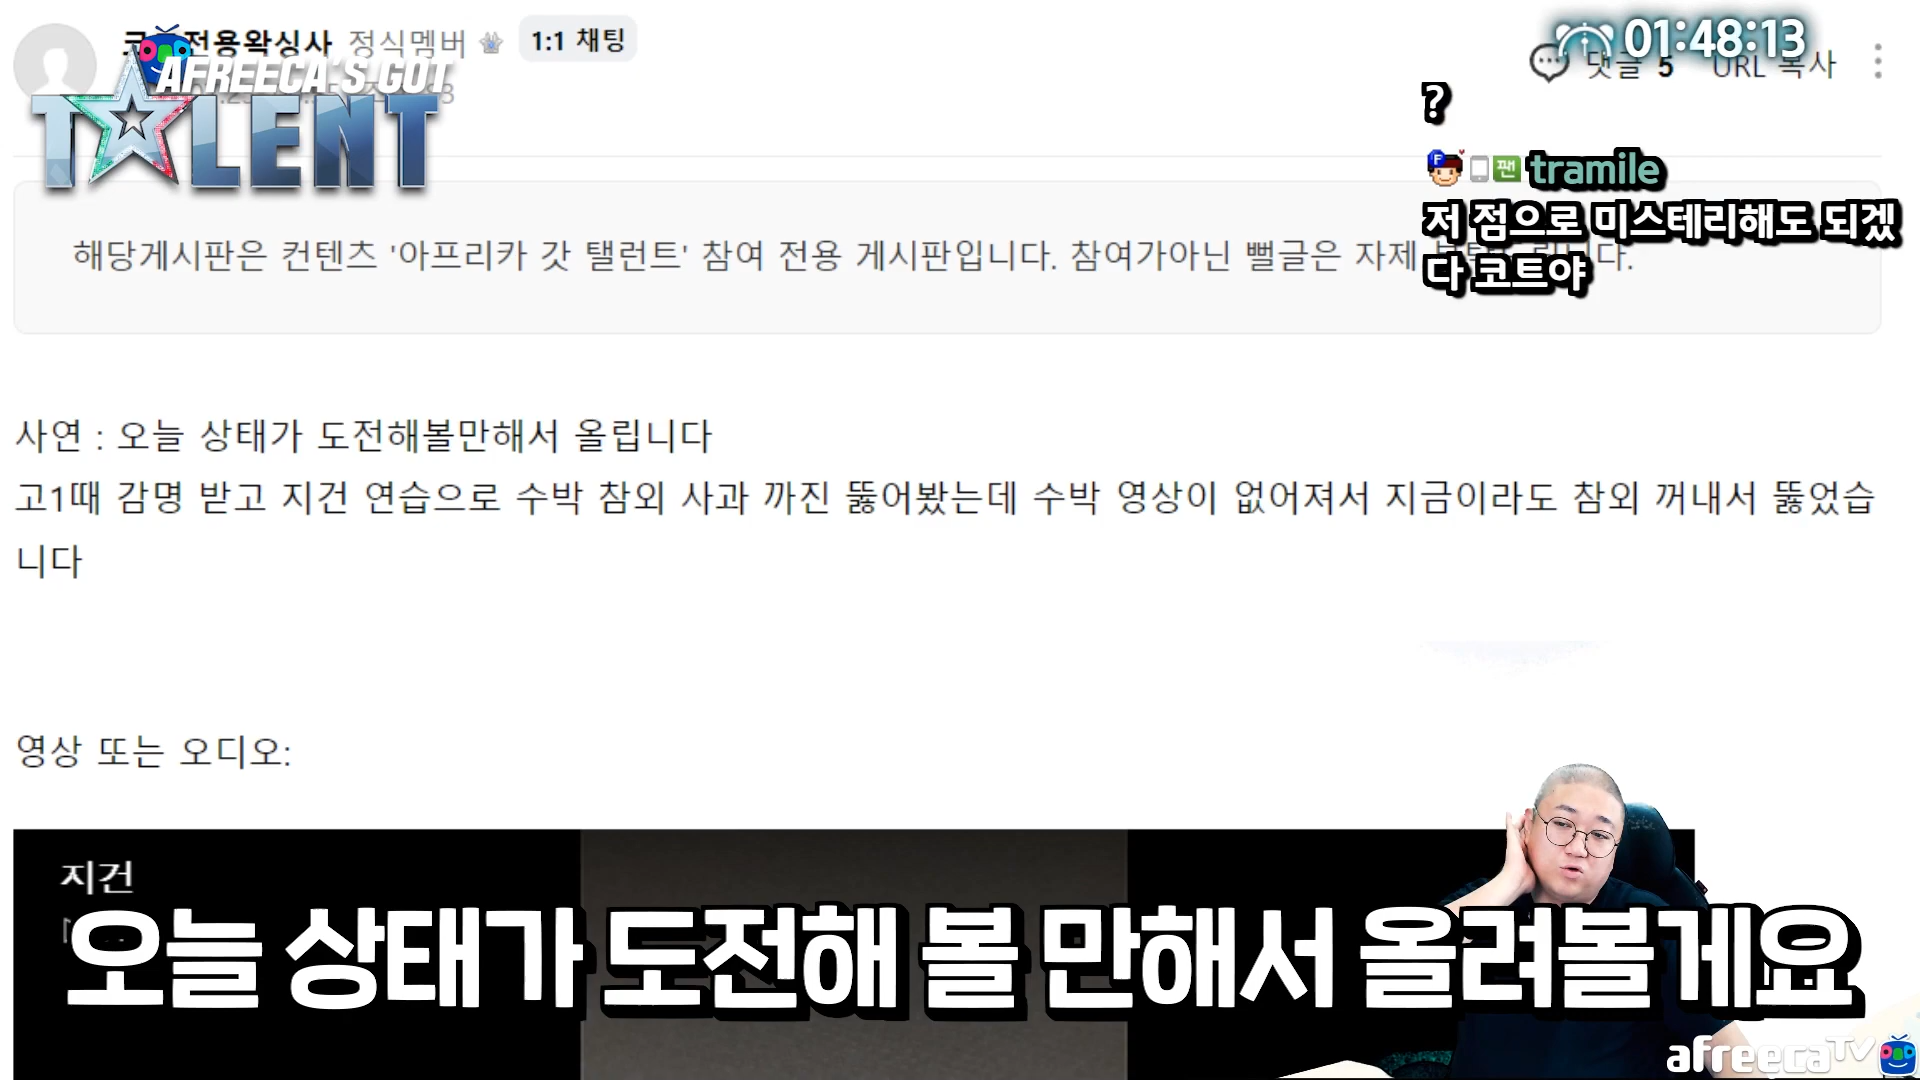 전용왁싱사 정식멤버 1:1 채팅
AFREECA'S GOT
TALENT
01:48:13
댓글 5 URL 복사
?
F 팬 tramile
저 점으로 미스테리해도 되겠
다 코트야
해당게시판은 컨텐츠 '아프리카 갓 탤런트' 참여 전용 게시판입니다. 참여가아닌 뻘글은 자제
사연 : 오늘 상태가 도전해볼만해서 올립니다
고1때 감명 받고 지건 연습으로 수박 참외 사과 까진 뚫어봤는데 수박 영상이 없어져서 지금이라도 참외 꺼내서 뚫었습
니다
영상 또는 오디오:
지건
오늘 상태가 도전해 볼 만해서 올려볼게요
afreecaTV